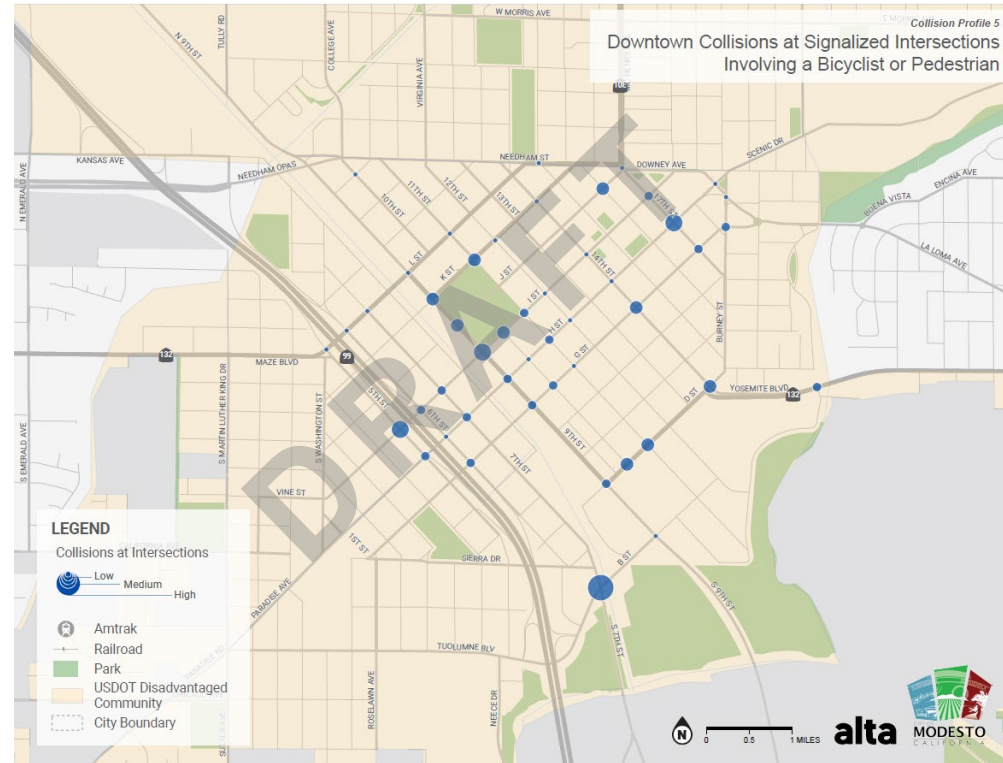 Collision Profile 5
Downtown Collisions at Signalized Intersections
Involving a Bicyclist or Pedestrian
W MORRIS AVE
TULLY RD
COLLEGE AVE
VIRGINIA AVE
N 9TH ST
108
KANSAS AVE
NEEDHAM OPAS
NEEDHAM ST
DOWNEY AVE
SCENIC DR
ENCINA AVE
BUENA VISTA
LA LOMA AVE
N EMERALD AVE
10TH ST
11TH ST
12TH ST
13TH ST
14TH ST
17TH ST
L ST
K ST
J ST
I ST
H ST
G ST
D ST
BURNEY ST
132
MAZE BLVD
99
YOSEMITE BLVD
132
S EMERALD AVE
S MARTIN LUTHER KING DR
S WASHINGTON ST
5TH ST
6TH ST
7TH ST
9TH ST
VINE ST
1ST ST
SIERRA DR
B ST
PARADISE AVE
PARADISE RD
S 7TH ST
S 9TH ST
TUOLUMNE BLV
ROSELAWN AVE
NEECE DR
DRAFT
LEGEND
Collisions at Intersections
Low
Medium
High
Amtrak
Railroad
Park
USDOT Disadvantaged
Community
City Boundary
N
0 0.5 1 MILES
alta
MODESTO
CALIFORNIA